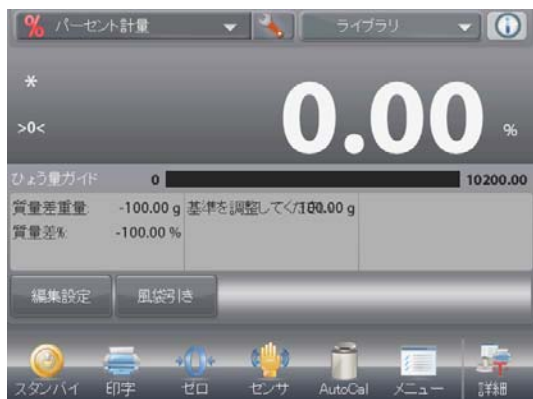 % パーセント計量 ライブラリ
*
>0<
0.00 %
ひょう量ガイド 0 10200.00
質量差重量: -100.00 g 基準を調整してくだ 100.00 g
質量差%: -100.00 %
編集設定 風袋引き
スタンバイ 印字 ゼロ センサ AutoCal メニュー 詳細